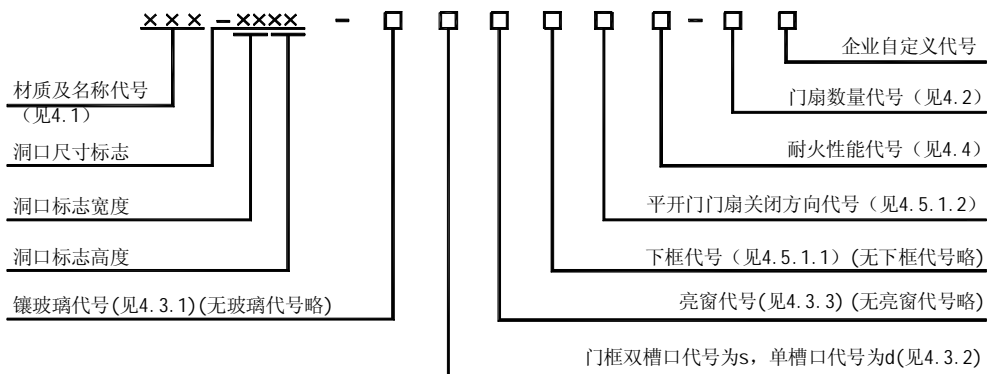 ×××-××××-□□□□□□-□□
企业自定义代号
材质及名称代号
（见4.1）
门扇数量代号（见4.2）
洞口尺寸标志
耐火性能代号（见4.4）
洞口标志宽度
平开门门扇关闭方向代号（见4.5.1.2）
洞口标志高度
下框代号（见4.5.1.1）(无下框代号略)
镶玻璃代号(见4.3.1)(无玻璃代号略)
亮窗代号(见4.3.3) (无亮窗代号略)
门框双槽口代号为s，单槽口代号为d(见4.3.2)